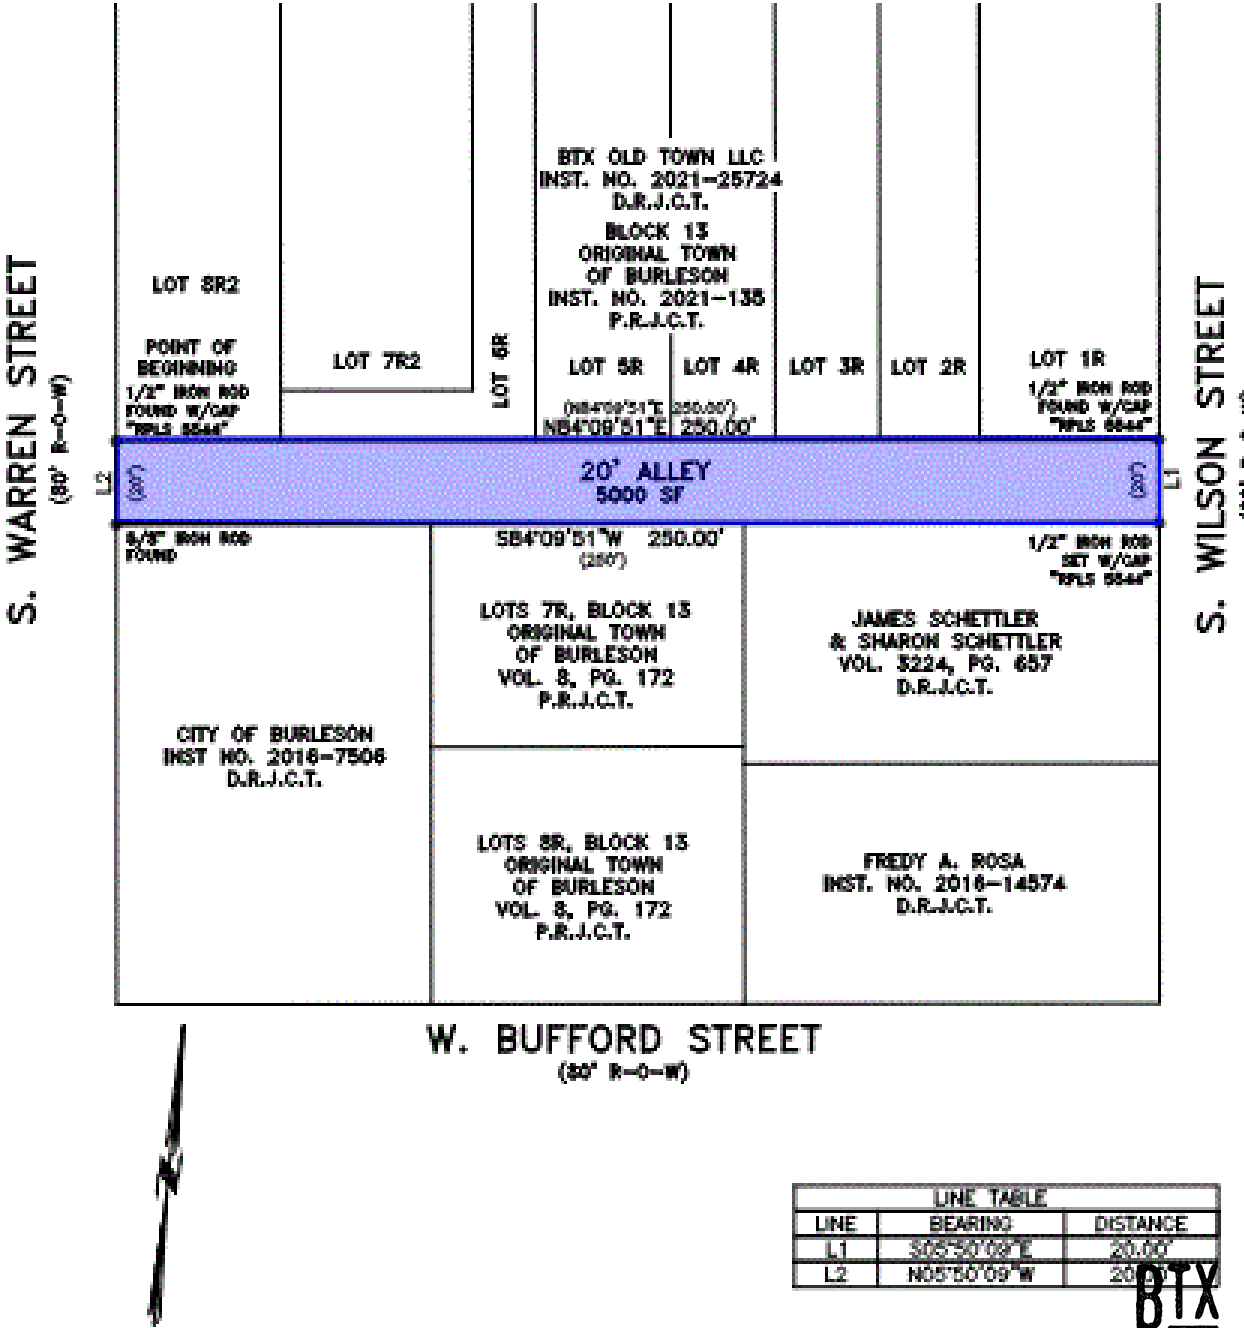 BTX OLD TOWN LLC
INST. NO. 2021-25724
D.R.J.C.T.
BLOCK 13
ORIGINAL TOWN
OF BURLESON
INST. NO. 2021-135
P.R.J.C.T.
LOT 8R2
POINT OF
BEGINNING
1/2" IRON ROD
FOUND W/CAP
"RPLS 5544"
LOT 7R2
LOT 6R
LOT 5R
LOT 4R
LOT 3R
LOT 2R
LOT 1R
1/2" IRON ROD
FOUND W/CAP
"RPLS 5544"
(N84°09'51"E 250.00')
N84°09'51"E 250.00'
S. WARREN STREET
(80' R-O-W)
L2
(20')
20' ALLEY
5000 SF
(20')
L1
S. WILSON STREET
5/8" IRON ROD
FOUND
S84°09'51"W 250.00'
(250')
1/2" IRON ROD
SET W/CAP
"RPLS 5544"
LOTS 7R, BLOCK 13
ORIGINAL TOWN
OF BURLESON
VOL. 8, PG. 172
P.R.J.C.T.
JAMES SCHETTLER
& SHARON SCHETTLER
VOL. 3224, PG. 657
D.R.J.C.T.
CITY OF BURLESON
INST NO. 2016-7506
D.R.J.C.T.
LOTS 8R, BLOCK 13
ORIGINAL TOWN
OF BURLESON
VOL. 8, PG. 172
P.R.J.C.T.
FREDY A. ROSA
INST. NO. 2016-14574
D.R.J.C.T.
W. BUFFORD STREET
(80' R-O-W)
N
LINE TABLE
LINE BEARING DISTANCE
L1 S05°50'09"E 20.00'
L2 N05°50'09"W
BTX